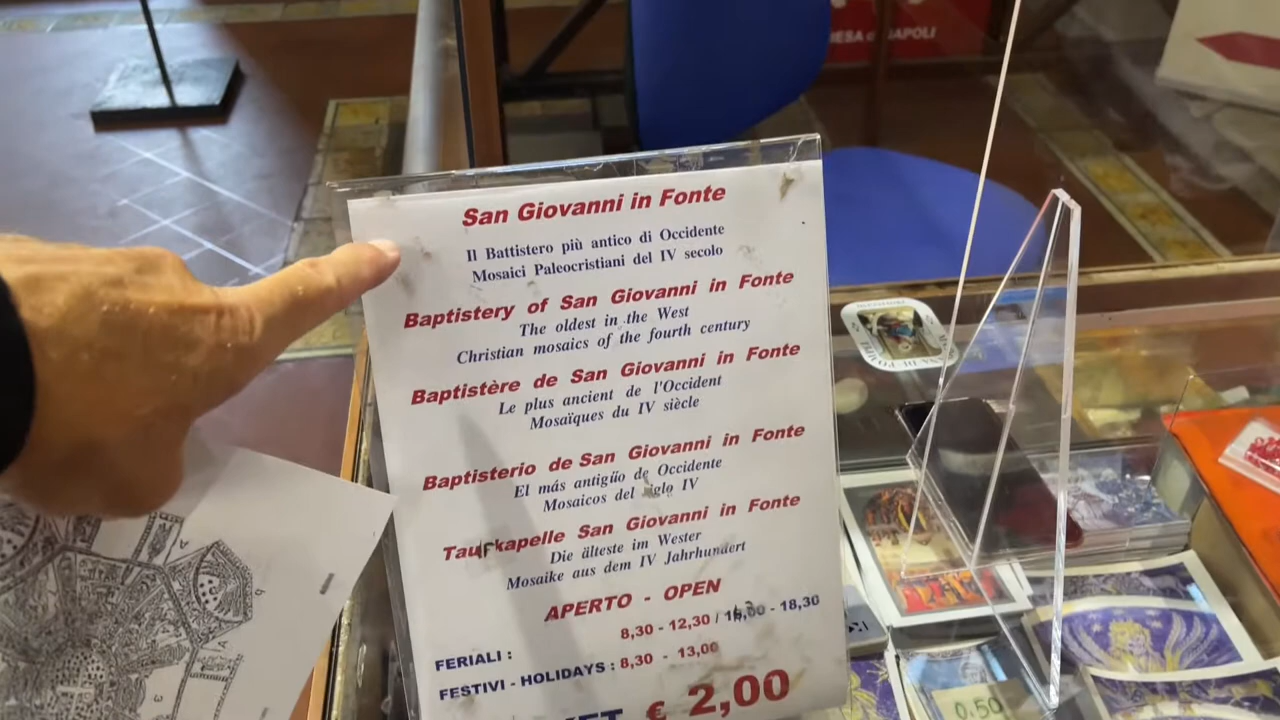 San Giovanni in Fonte
Il Battistero più antico di Occidente
Mosaici Paleocristiani del IV secolo
Baptistery of San Giovanni in Fonte
The oldest in the West
Christian mosaics of the fourth century
Baptistère de San Giovanni in Fonte
Le plus ancient de l'Occident
Mosaïques du IV siècle
Baptisterio de San Giovanni in Fonte
El más antigüo de Occidente
Mosaicos del siglo IV
Taufkapelle San Giovanni in Fonte
Die älteste im Wester
Mosaike aus dem IV Jahrhundert
APERTO - OPEN
FERIALI : 8,30 - 12,30 / - 18,30
FESTIVI - HOLIDAYS : 8,30 - 13,00
€ 2,00
0.50
NAPOLI